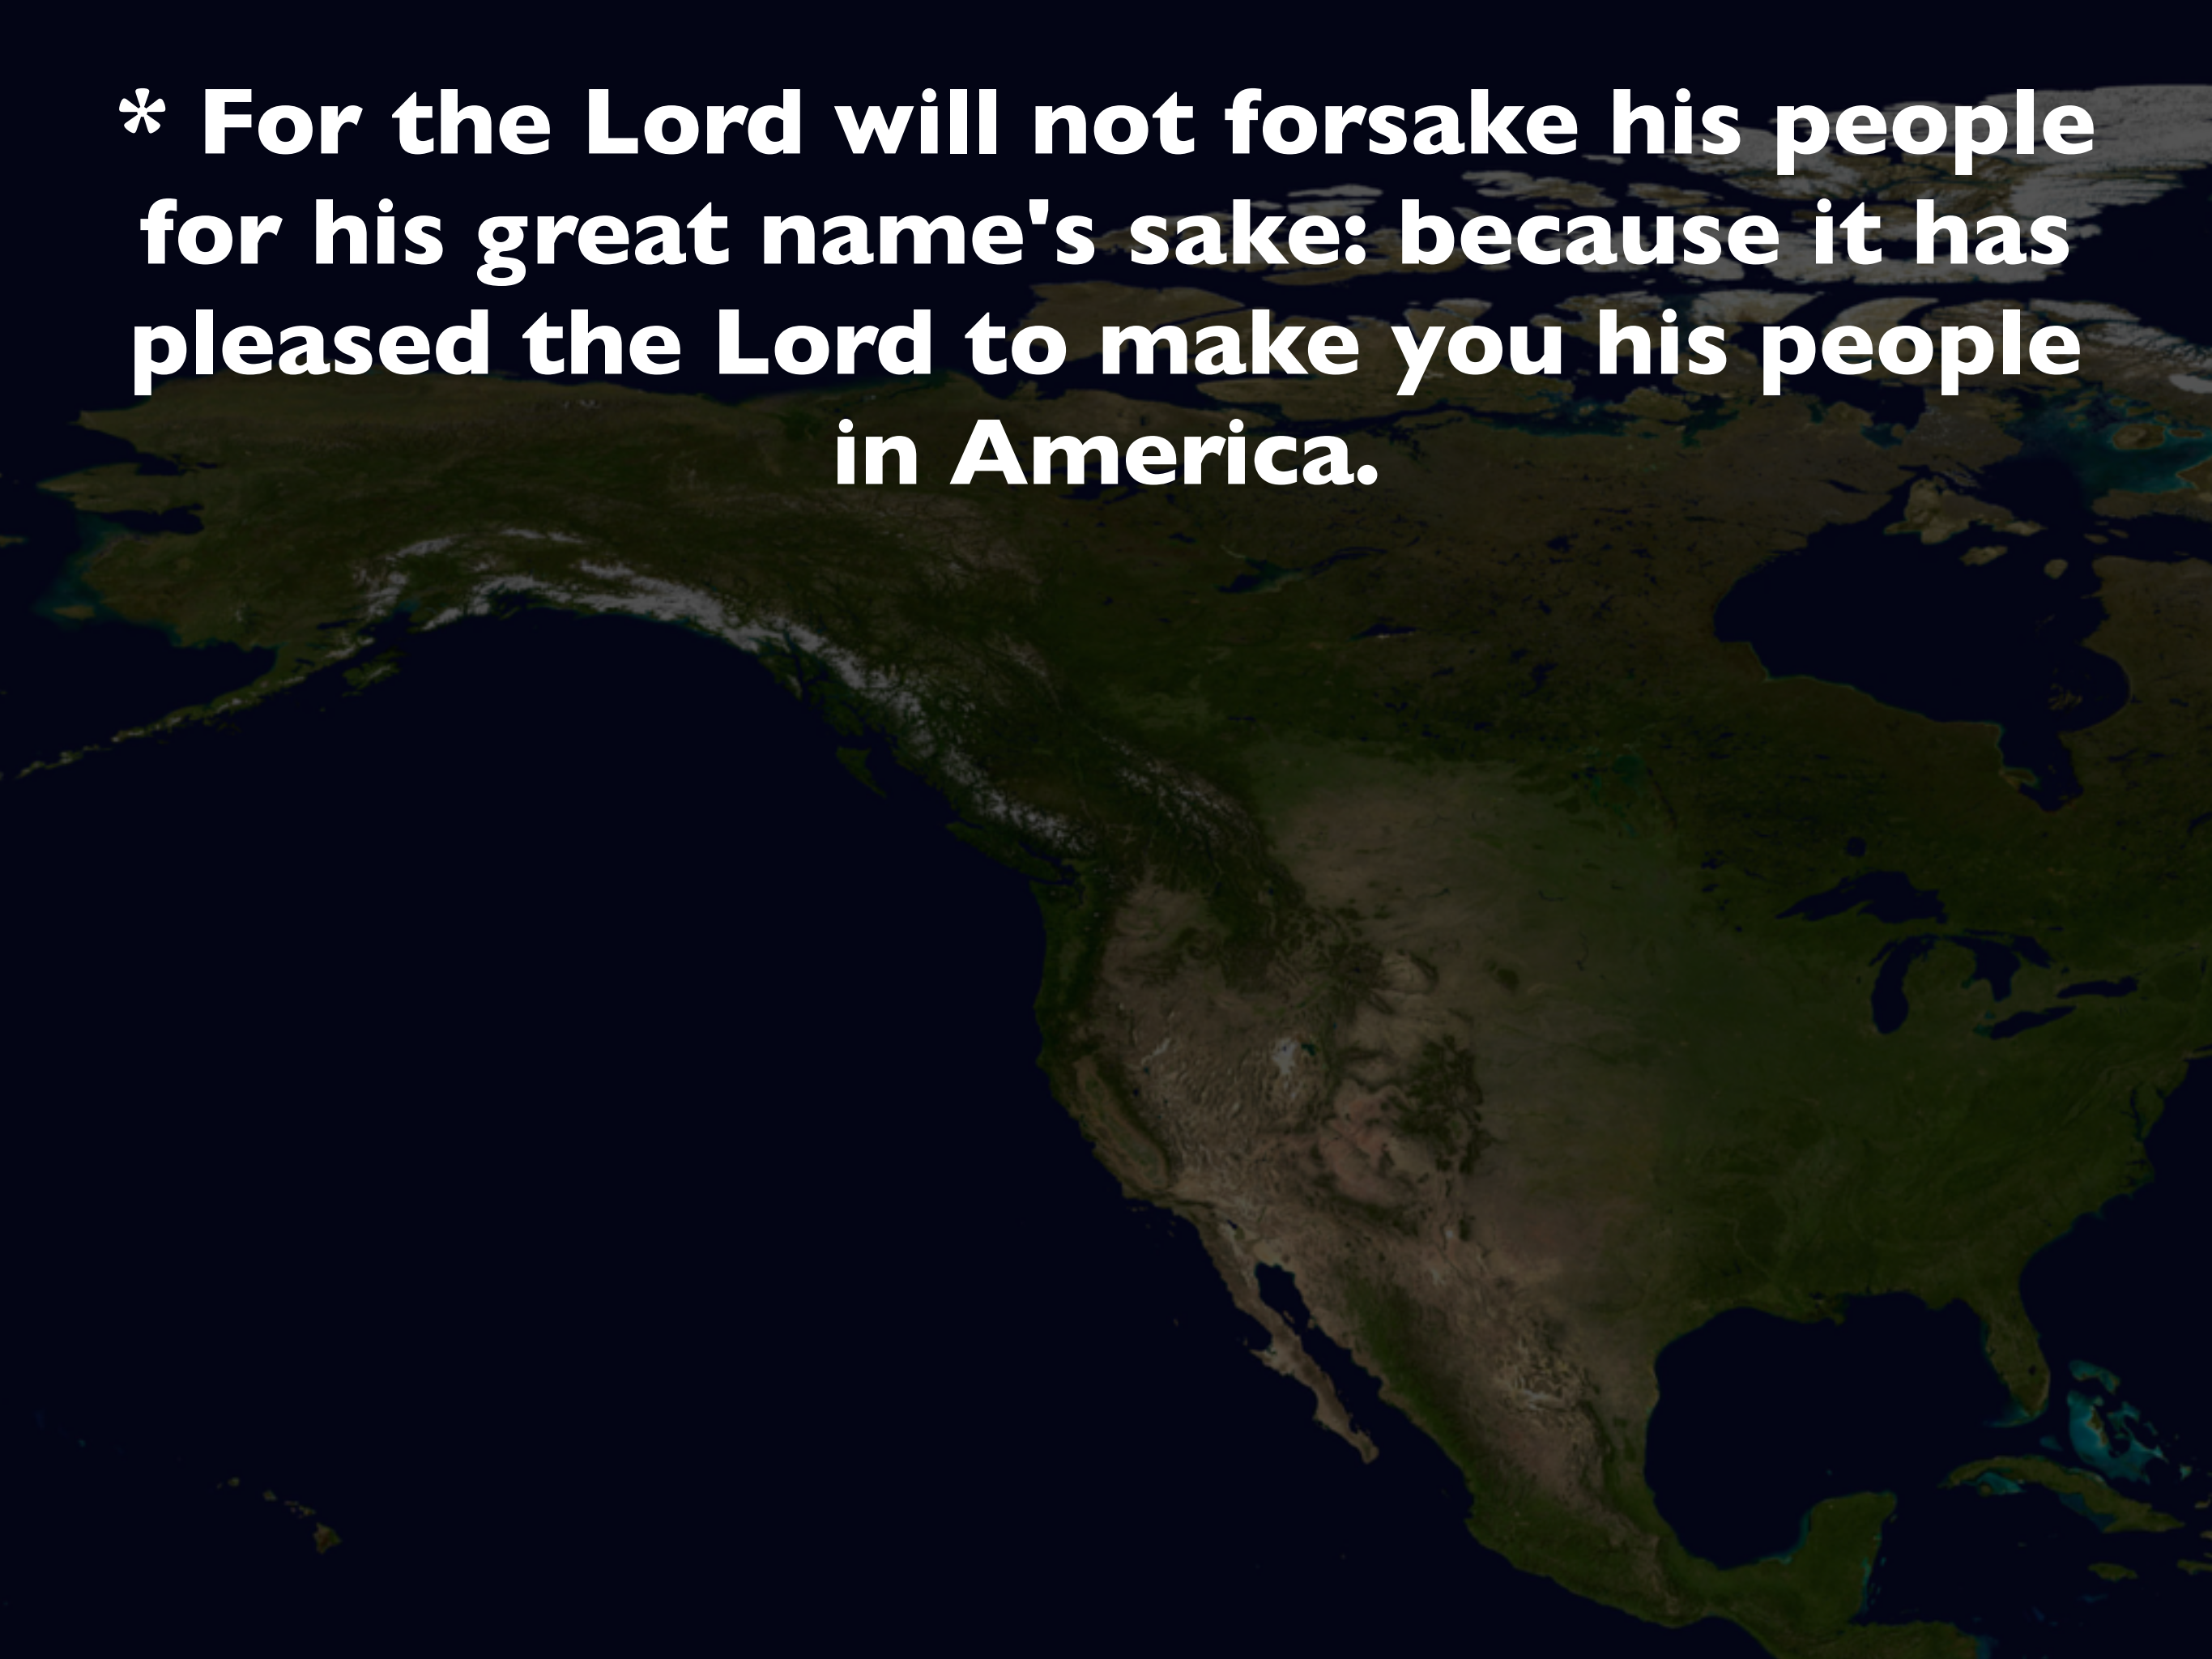 * For the Lord will not forsake his people
for his great name's sake: because it has
pleased the Lord to make you his people
in America.